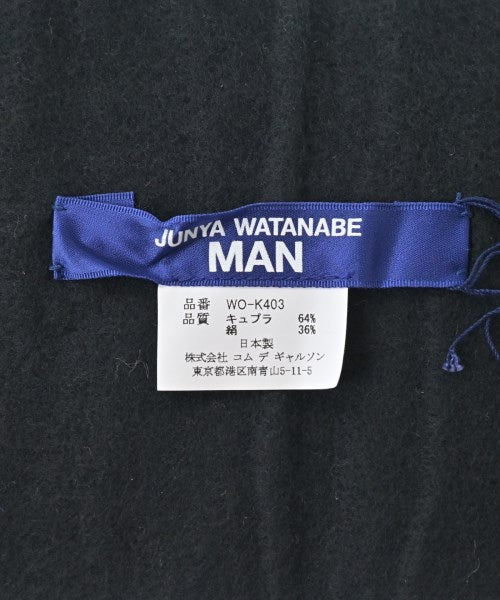 JUNYA WATANABE
MAN
品番 WO-K403
品質 キュプラ 64%
絹 36%
日本製
株式会社 コム デ ギャルソン
東京都港区南青山5-11-5